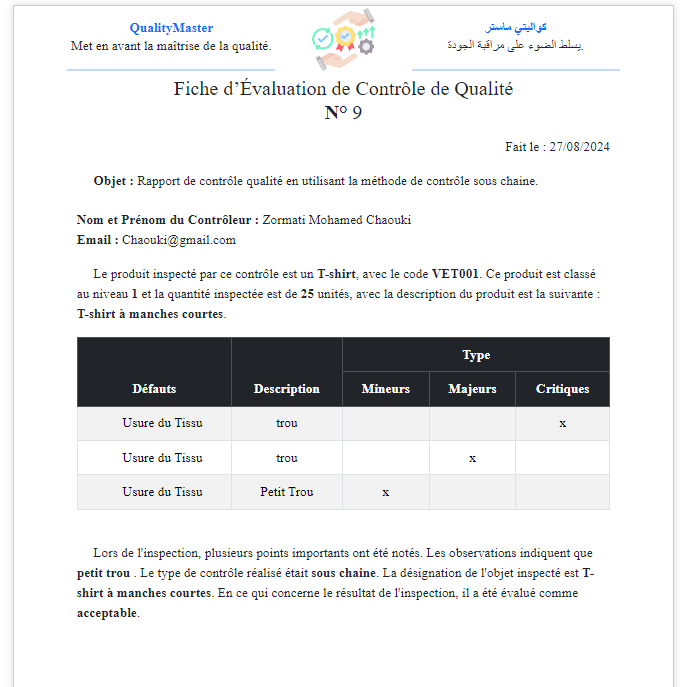 QualityMaster
Met en avant la maîtrise de la qualité.
كواليتي ماستر
يسلط الضوء على مراقبة الجودة.
Fiche d’Évaluation de Contrôle de Qualité
N° 9
Fait le : 27/08/2024
Objet : Rapport de contrôle qualité en utilisant la méthode de contrôle sous chaine.
Nom et Prénom du Contrôleur : Zormati Mohamed Chaouki
Email : Chaouki@gmail.com
Le produit inspecté par ce contrôle est un T-shirt, avec le code VET001. Ce produit est classé
au niveau 1 et la quantité inspectée est de 25 unités, avec la description du produit est la suivante :
T-shirt à manches courtes.
Type
Défauts Description Mineurs Majeurs Critiques
Usure du Tissu trou x
Usure du Tissu trou x
Usure du Tissu Petit Trou x
Lors de l'inspection, plusieurs points importants ont été notés. Les observations indiquent que
petit trou . Le type de contrôle réalisé était sous chaine. La désignation de l'objet inspecté est T-
shirt à manches courtes. En ce qui concerne le résultat de l'inspection, il a été évalué comme
acceptable.